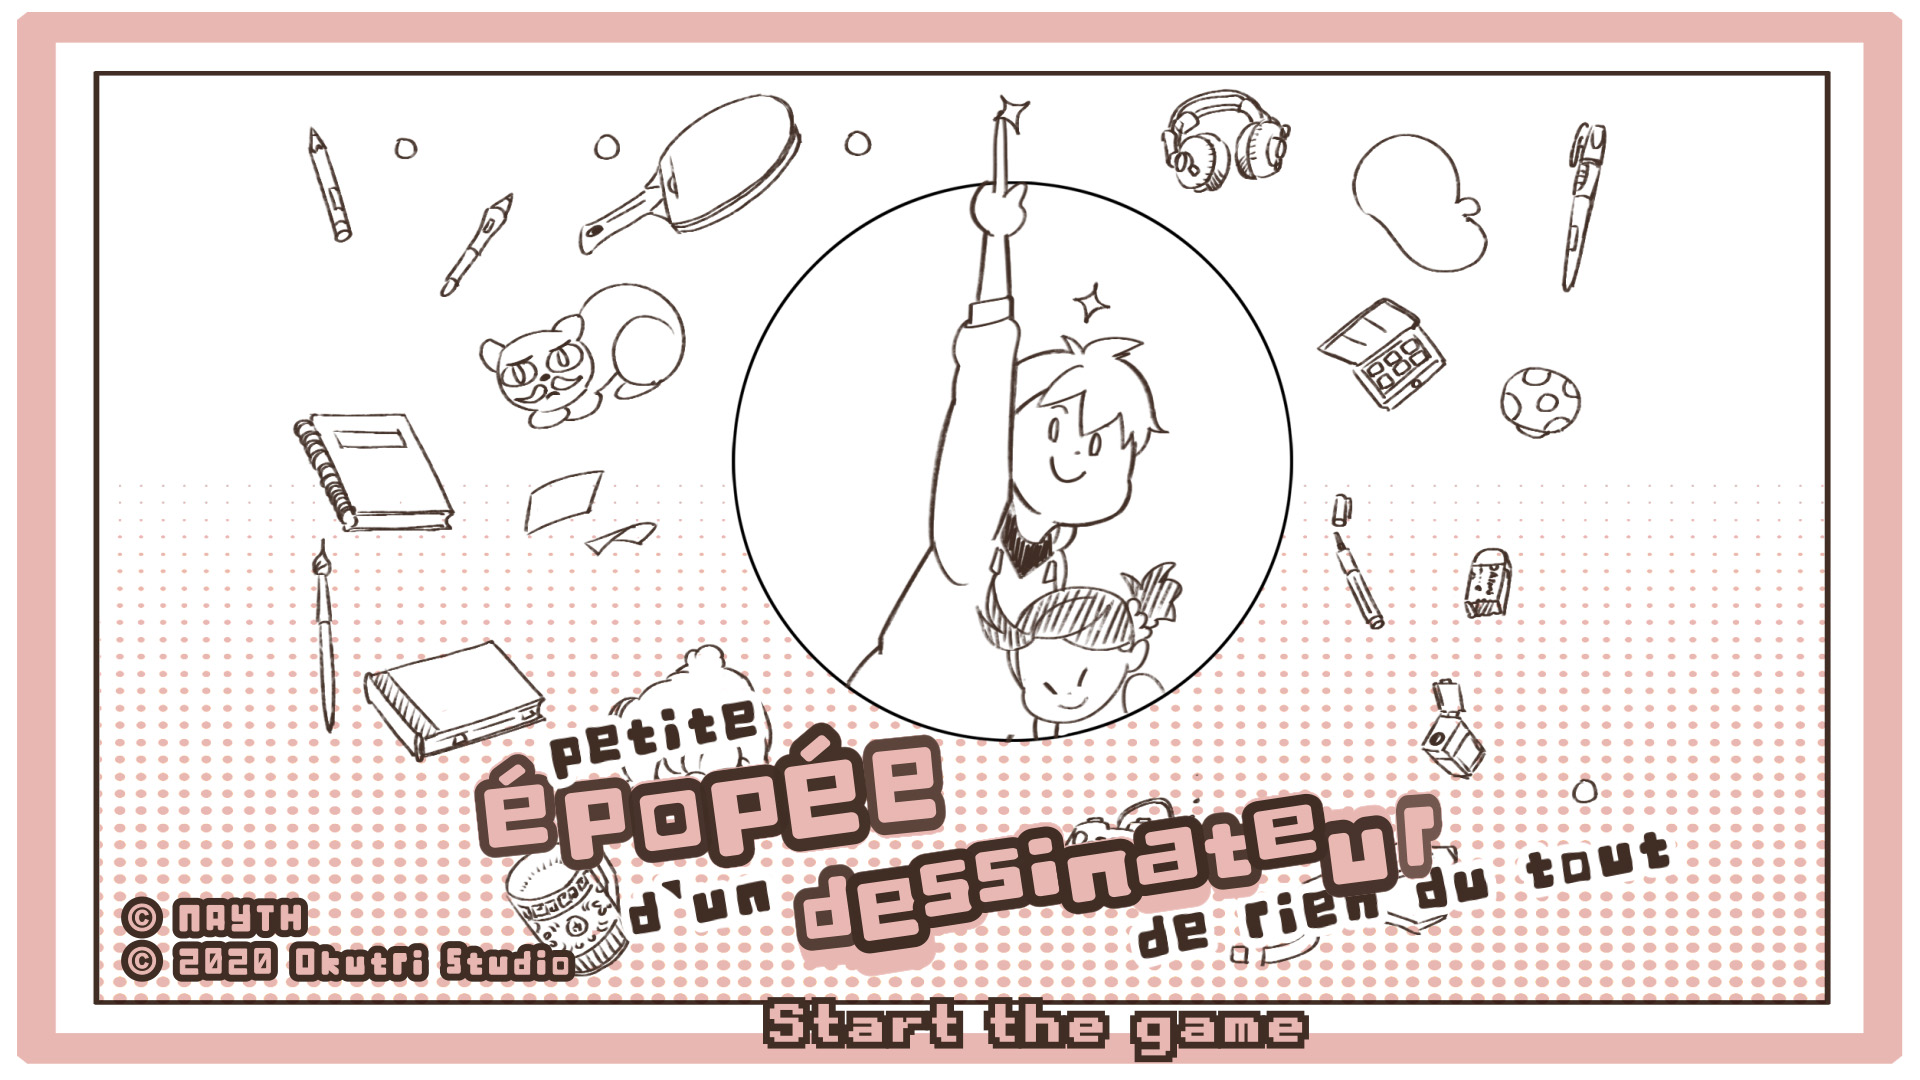 petite
épopée
d`un dessinateur
de rien du tout
© NAYTH
© 2020 Okutri Studio
Start the game